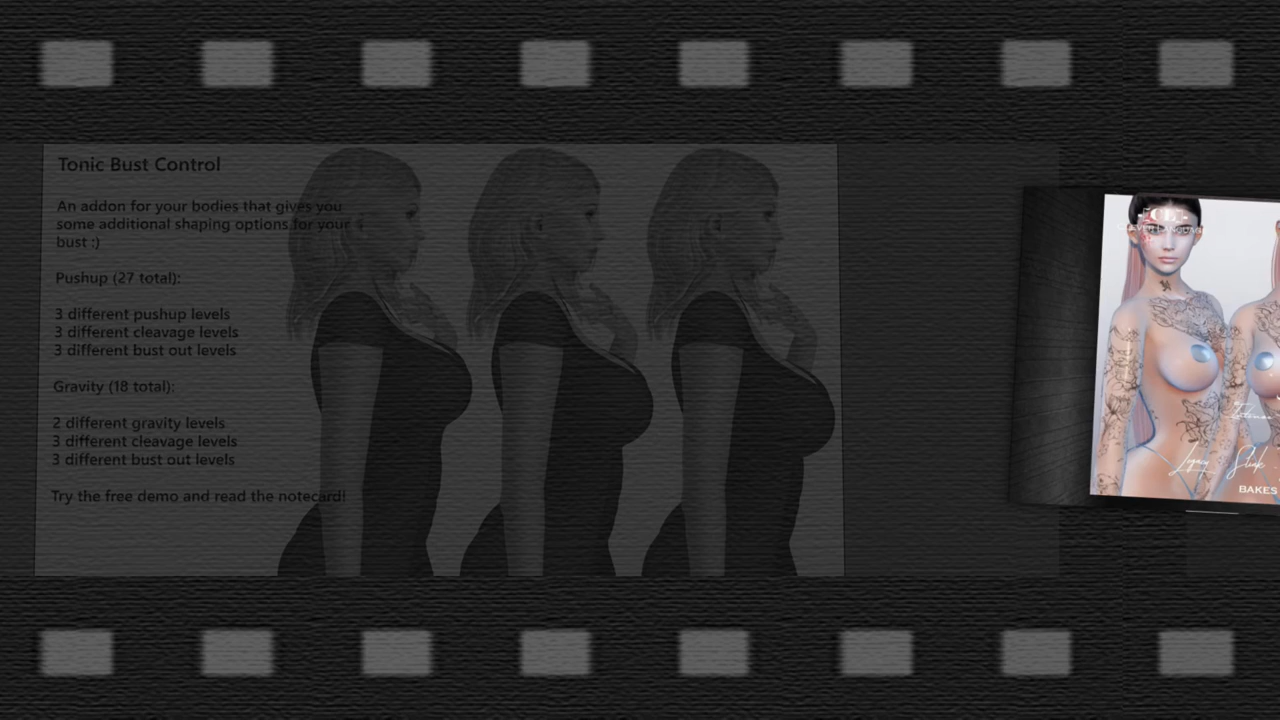 Tonic Bust Control
An addon for your bodies that gives you
some additional shaping options for your
bust :)
Pushup (27 total):
3 different pushup levels
3 different cleavage levels
3 different bust out levels
Gravity (18 total):
2 different gravity levels
3 different cleavage levels
3 different bust out levels
Try the free demo and read the notecard!
Legacy Slink
BAKES